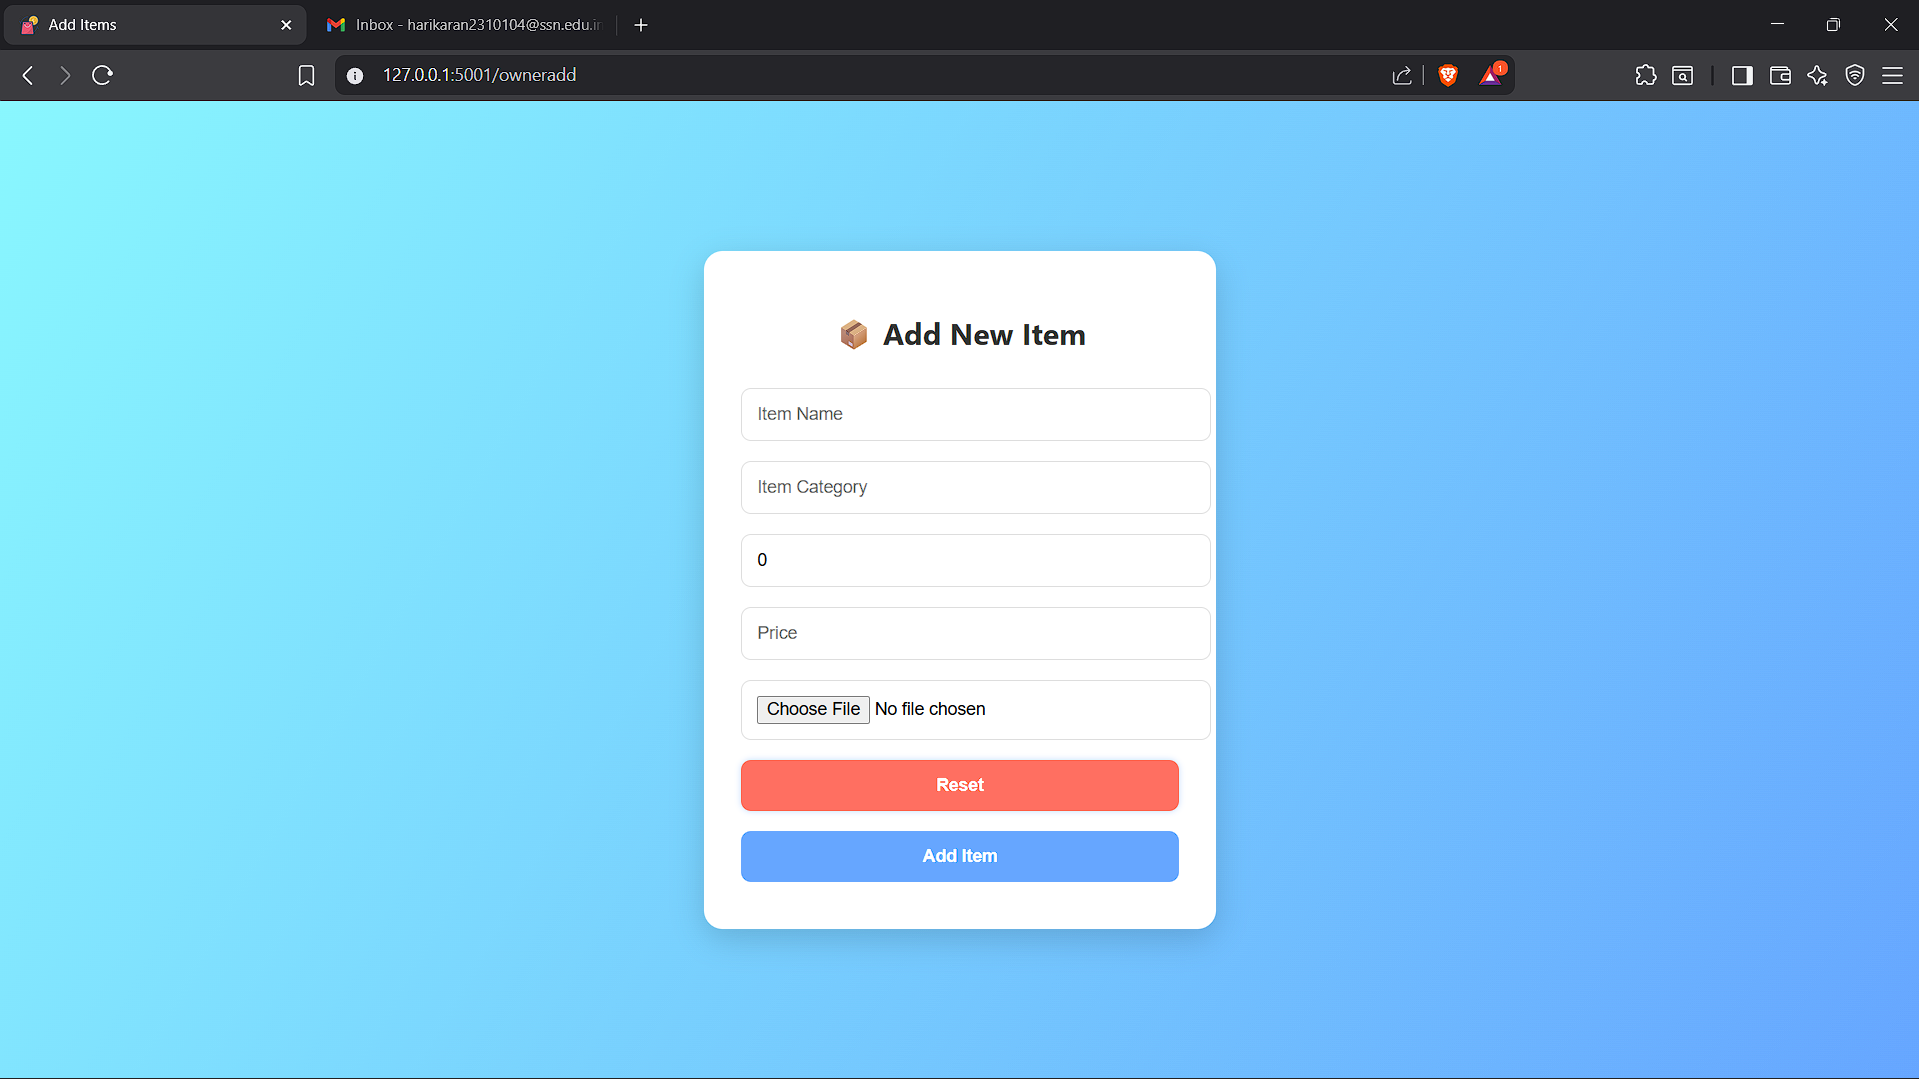 Add Items
Inbox - harikaran2310104@ssn.edu.i
127.0.0.1:5001/owneradd
1
Add New Item
Item Name
Item Category
0
Price
Choose File No file chosen
Reset
Add Item